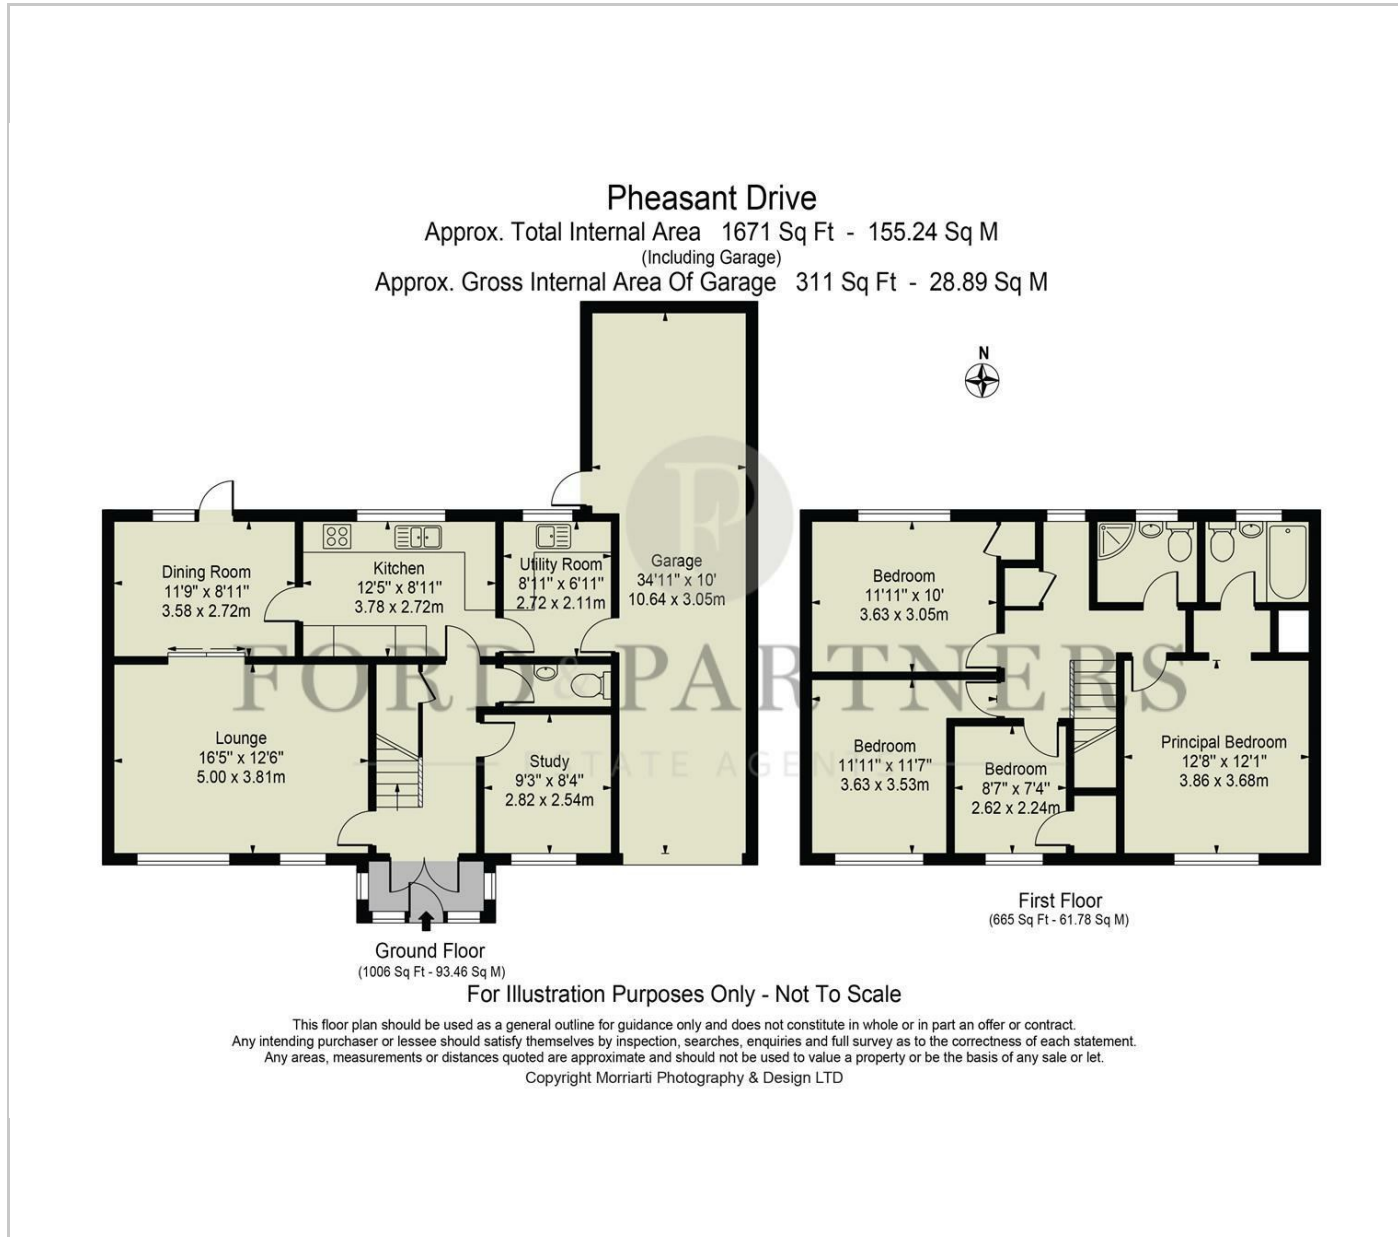 Pheasant Drive
Approx. Total Internal Area 1671 Sq Ft - 155.24 Sq M
(Including Garage)
Approx. Gross Internal Area Of Garage 311 Sq Ft - 28.89 Sq M
N
Dining Room
11'9" x 8'11"
3.58 x 2.72m
Kitchen
12'5" x 8'11"
3.78 x 2.72m
Utility Room
8'11" x 6'11"
2.72 x 2.11m
Garage
34'11" x 10'
10.64 x 3.05m
Bedroom
11'11" x 10'
3.63 x 3.05m
FORD & PARTNERS
ESTATE AGENTS
FP
Lounge
16'5" x 12'6"
5.00 x 3.81m
Study
9'3" x 8'4"
2.82 x 2.54m
Bedroom
11'11" x 11'7"
3.63 x 3.53m
Bedroom
8'7" x 7'4"
2.62 x 2.24m
Principal Bedroom
12'8" x 12'1"
3.86 x 3.68m
Ground Floor
(1006 Sq Ft - 93.46 Sq M)
First Floor
(665 Sq Ft - 61.78 Sq M)
For Illustration Purposes Only - Not To Scale
This floor plan should be used as a general outline for guidance only and does not constitute in whole or in part an offer or contract.
Any intending purchaser or lessee should satisfy themselves by inspection, searches, enquiries and full survey as to the correctness of each statement.
Any areas, measurements or distances quoted are approximate and should not be used to value a property or be the basis of any sale or let.
Copyright Morriarti Photography & Design LTD